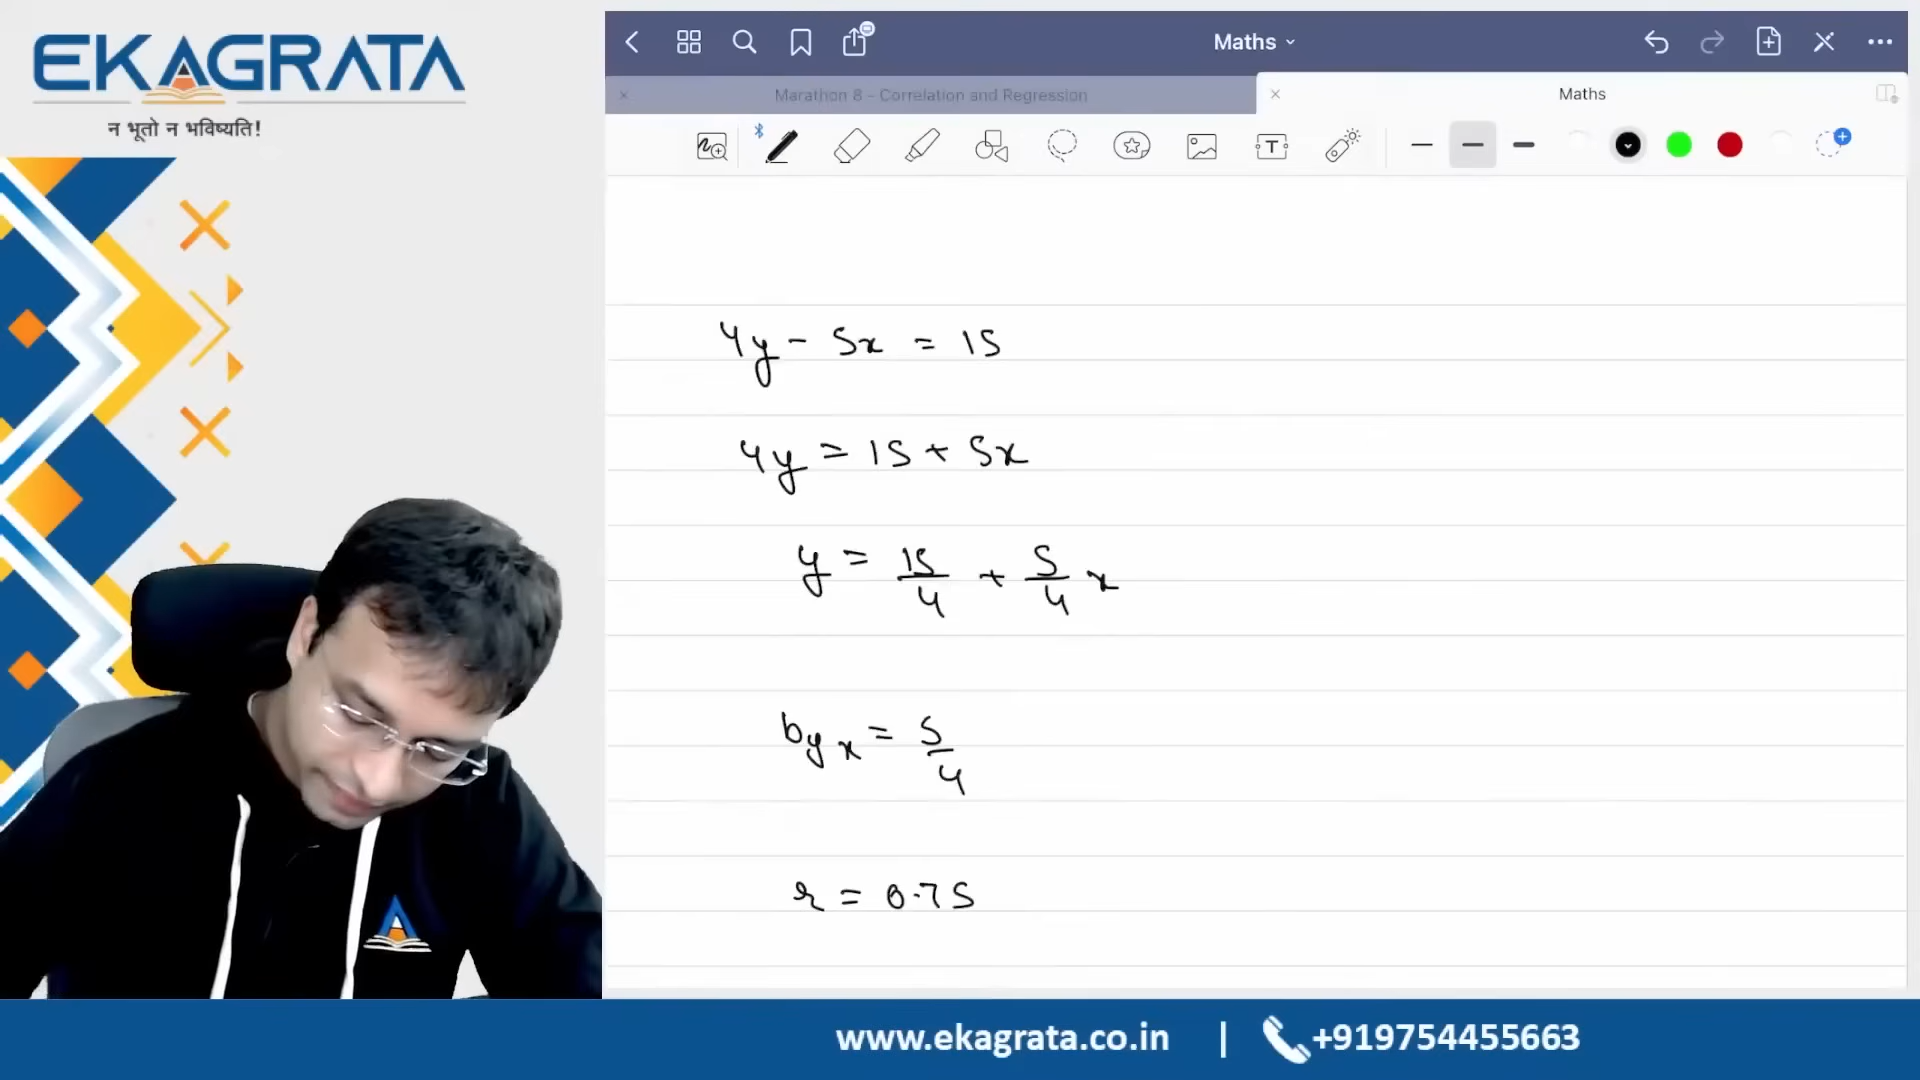 EKAGRATA
न भूतो न भविष्यति!
Maths
Marathon 8 - Correlation and Regression
Maths
4y - 5x = 15
4y = 15 + 5x
y = 15/4 + 5/4 x
byx = 5/4
r = 0.75
www.ekagrata.co.in | +919754455663